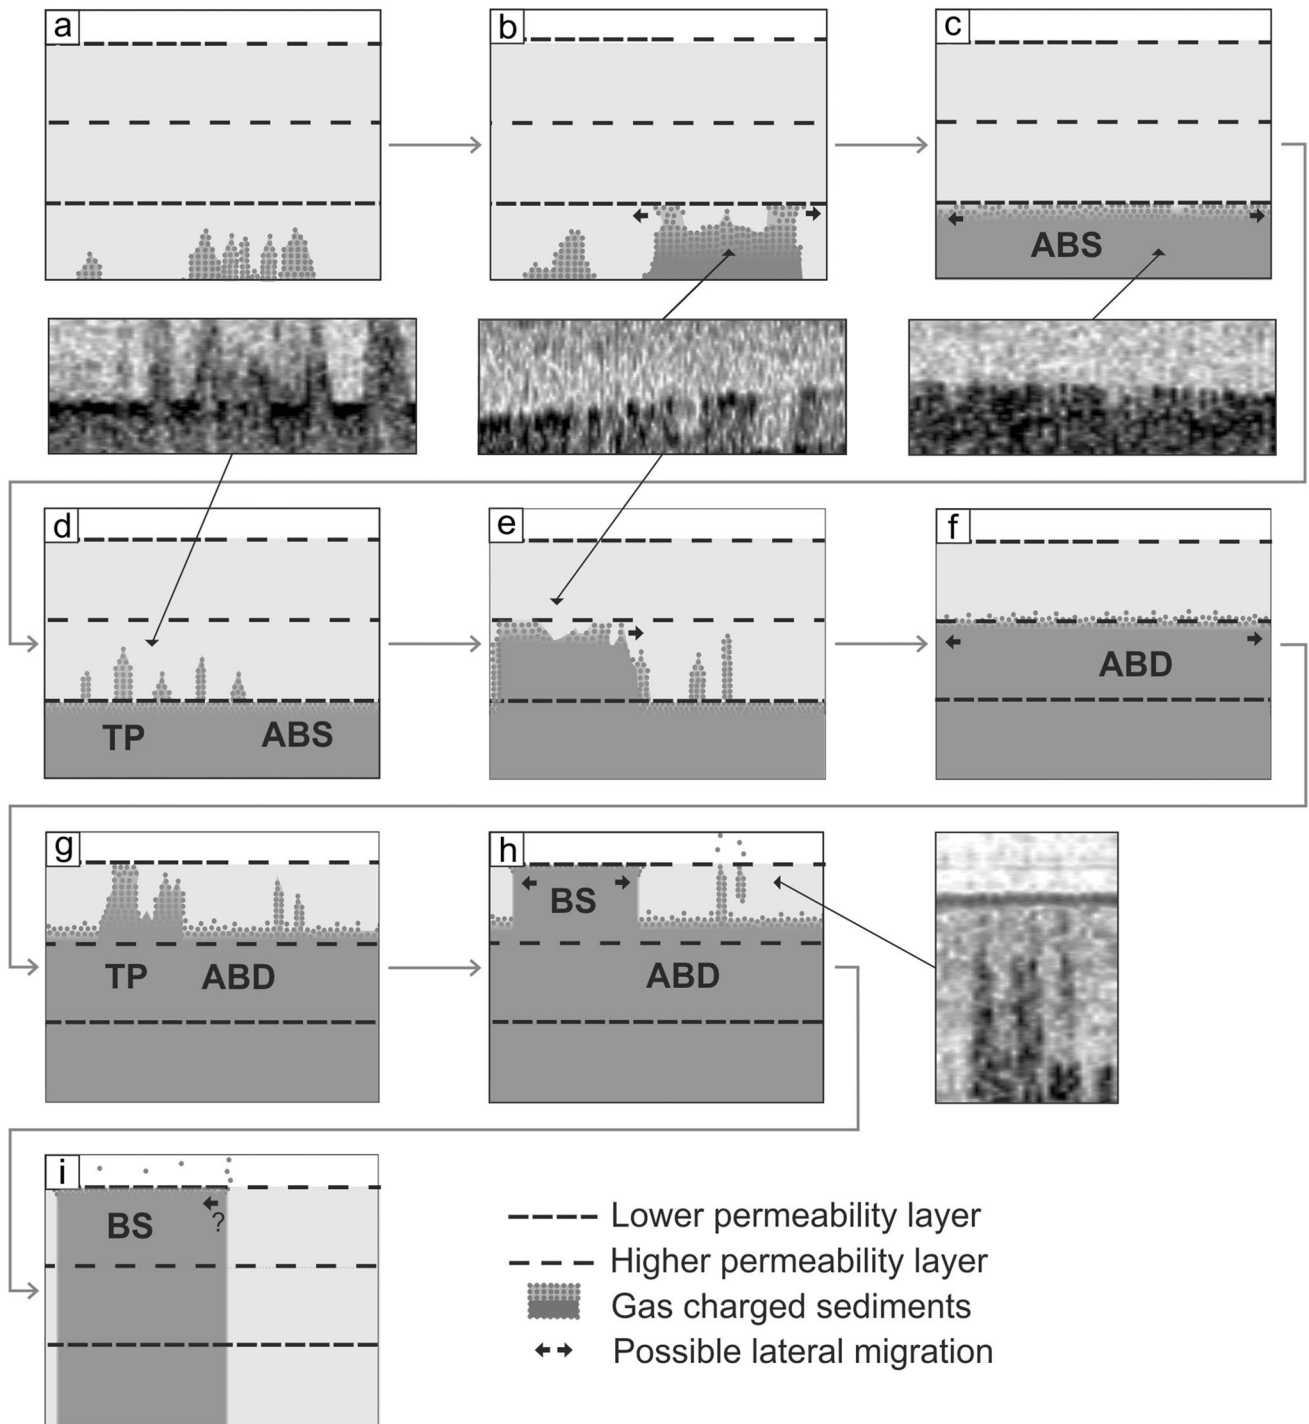 a
b
c
ABS
d
TP ABS
e
f
ABD
g
TP ABD
h
BS
ABD
i
BS
?
Lower permeability layer
Higher permeability layer
Gas charged sediments
Possible lateral migration